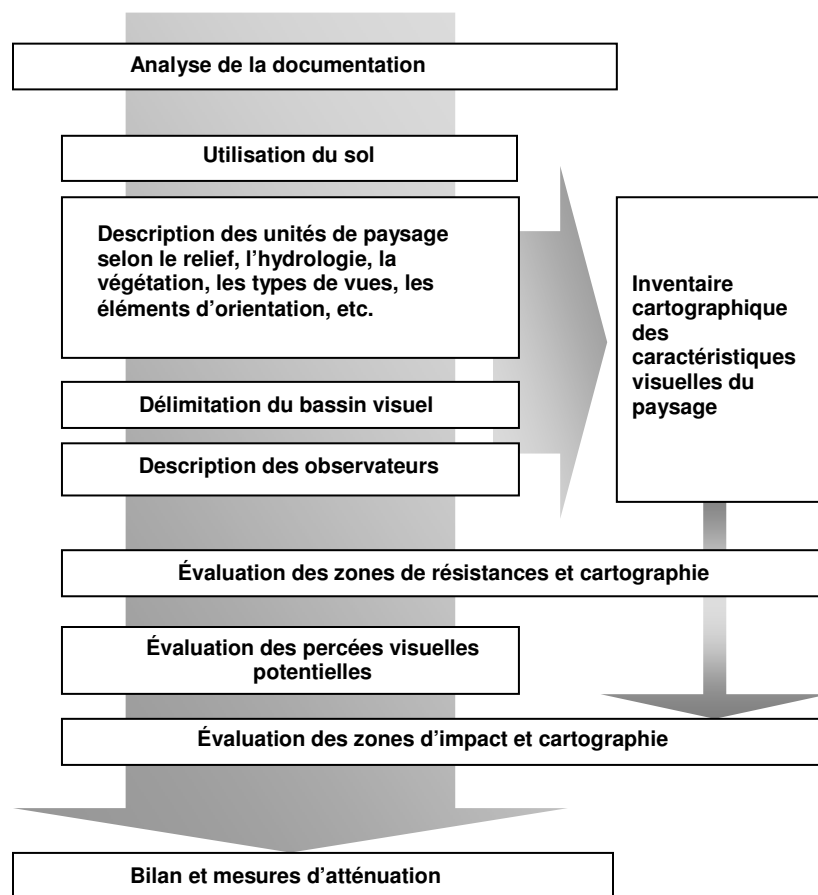 Analyse de la documentation
Utilisation du sol
Description des unités de paysage
selon le relief, l'hydrologie, la
végétation, les types de vues, les
éléments d'orientation, etc.
Inventaire
cartographique
des
caractéristiques
visuelles du
paysage
Délimitation du bassin visuel
Description des observateurs
Évaluation des zones de résistances et cartographie
Évaluation des percées visuelles
potentielles
Évaluation des zones d'impact et cartographie
Bilan et mesures d'atténuation